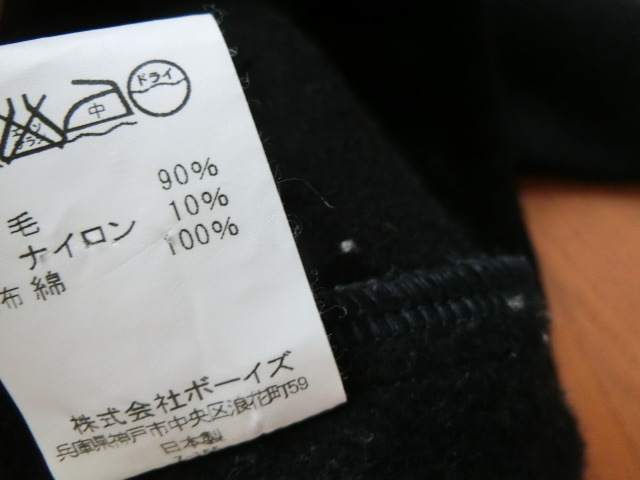 ドライ
中
毛 90%
ナイロン 10%
布 綿 100%
株式会社ボーイズ
兵庫県神戸市中央区浪花町59
日本製